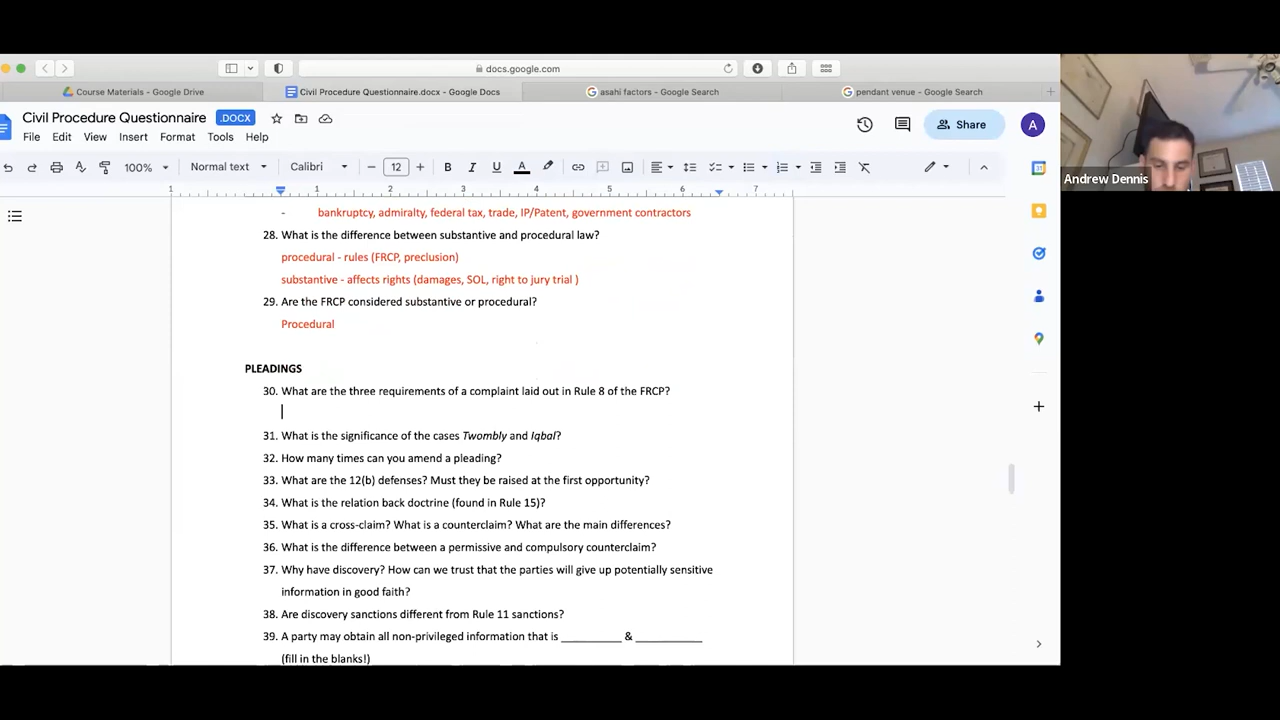 docs.google.com
Course Materials – Google Drive
Civil Procedure Questionnaire.docx - Google Docs
asahi factors - Google Search
pendant venue - Google Search
Civil Procedure Questionnaire .DOCX
File Edit View Insert Format Tools Help
Share
A
100% Normal text Calibri 12 B I U A
1 1 2 3 4 5 6 7
- bankruptcy, admiralty, federal tax, trade, IP/Patent, government contractors
28. What is the difference between substantive and procedural law?
procedural - rules (FRCP, preclusion)
substantive - affects rights (damages, SOL, right to jury trial )
29. Are the FRCP considered substantive or procedural?
Procedural
PLEADINGS
30. What are the three requirements of a complaint laid out in Rule 8 of the FRCP?
31. What is the significance of the cases Twombly and Iqbal?
32. How many times can you amend a pleading?
33. What are the 12(b) defenses? Must they be raised at the first opportunity?
34. What is the relation back doctrine (found in Rule 15)?
35. What is a cross-claim? What is a counterclaim? What are the main differences?
36. What is the difference between a permissive and compulsory counterclaim?
37. Why have discovery? How can we trust that the parties will give up potentially sensitive
information in good faith?
38. Are discovery sanctions different from Rule 11 sanctions?
39. A party may obtain all non-privileged information that is __________ & ___________
(fill in the blanks!)
Andrew Dennis